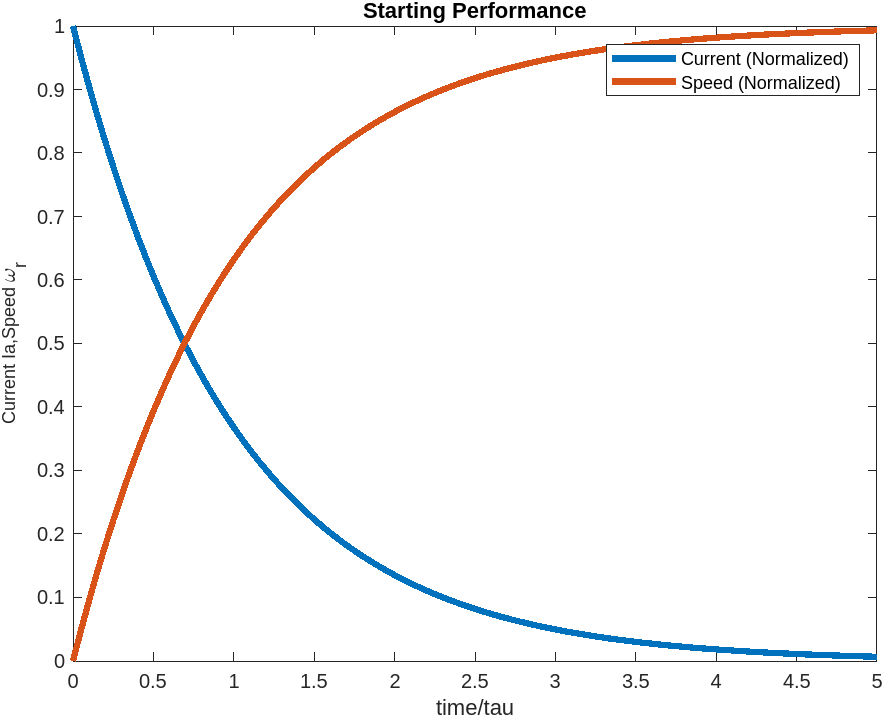 Starting Performance
Current (Normalized)
Speed (Normalized)
Current Ia,Speed ω_r
1
0.9
0.8
0.7
0.6
0.5
0.4
0.3
0.2
0.1
0
0 0.5 1 1.5 2 2.5 3 3.5 4 4.5 5
time/tau